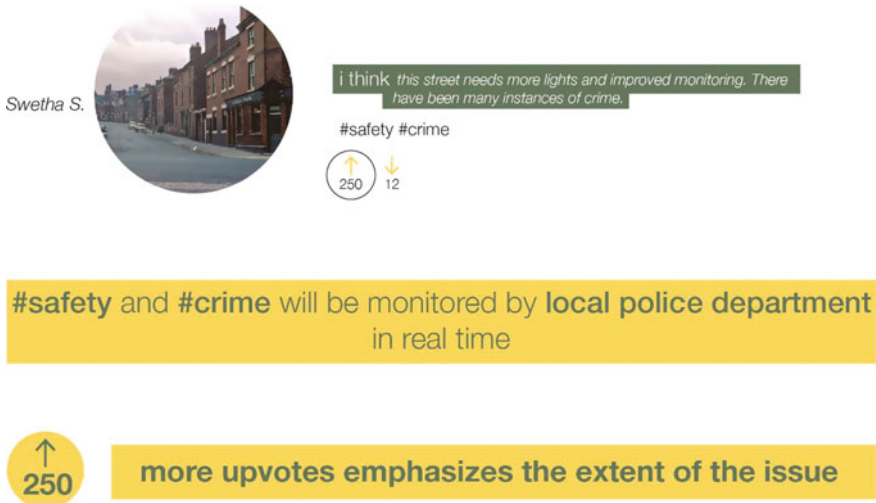 Swetha S.
i think this street needs more lights and improved monitoring. There
have been many instances of crime.
#safety #crime
250 12
#safety and #crime will be monitored by local police department
in real time
250
more upvotes emphasizes the extent of the issue